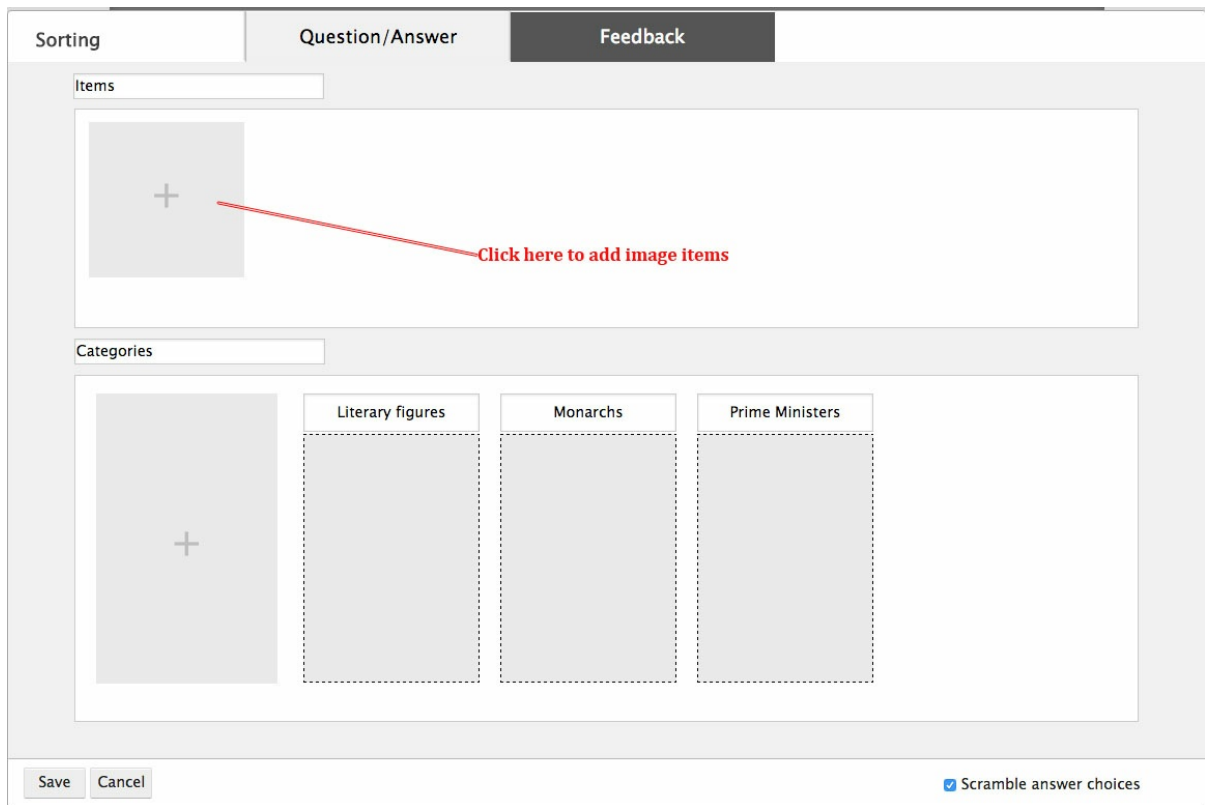 Sorting
Question/Answer
Feedback
Items
+
Click here to add image items
Categories
+
Literary figures
Monarchs
Prime Ministers
Save
Cancel
Scramble answer choices